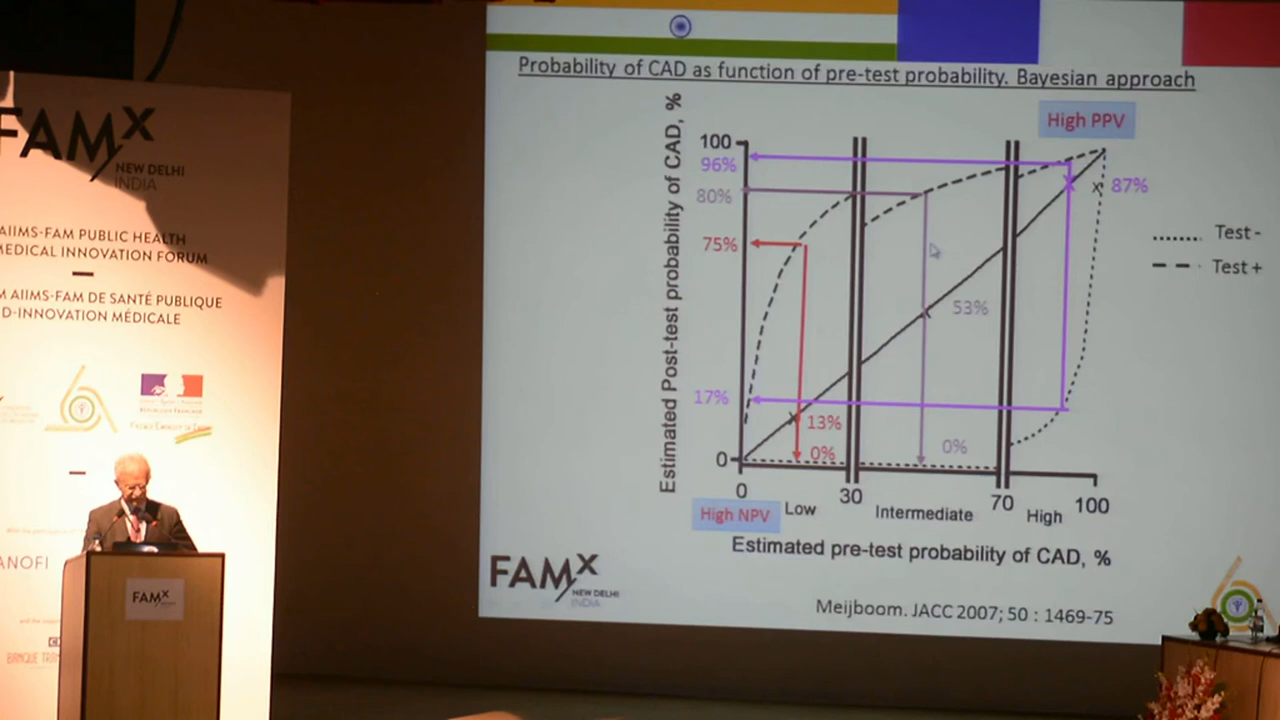 FAMX
NEW DELHI
INDIA
AIIMS-FAM PUBLIC HEALTH
MEDICAL INNOVATION FORUM
AIIMS-FAM DE SANTÉ PUBLIQUE
D-INNOVATION MÉDICALE
RÉPUBLIQUE FRANÇAISE
ANOFI
FAMX
Probability of CAD as function of pre-test probability. Bayesian approach
High PPV
Estimated Post-test probability of CAD, %
100
96%
80%
75%
17%
0
87%
53%
13%
0%
0%
Test -
Test +
0
30
70
100
Low
Intermediate
High
High NPV
Estimated pre-test probability of CAD, %
FAMX
NEW DELHI
INDIA
Meijboom. JACC 2007; 50 : 1469-75